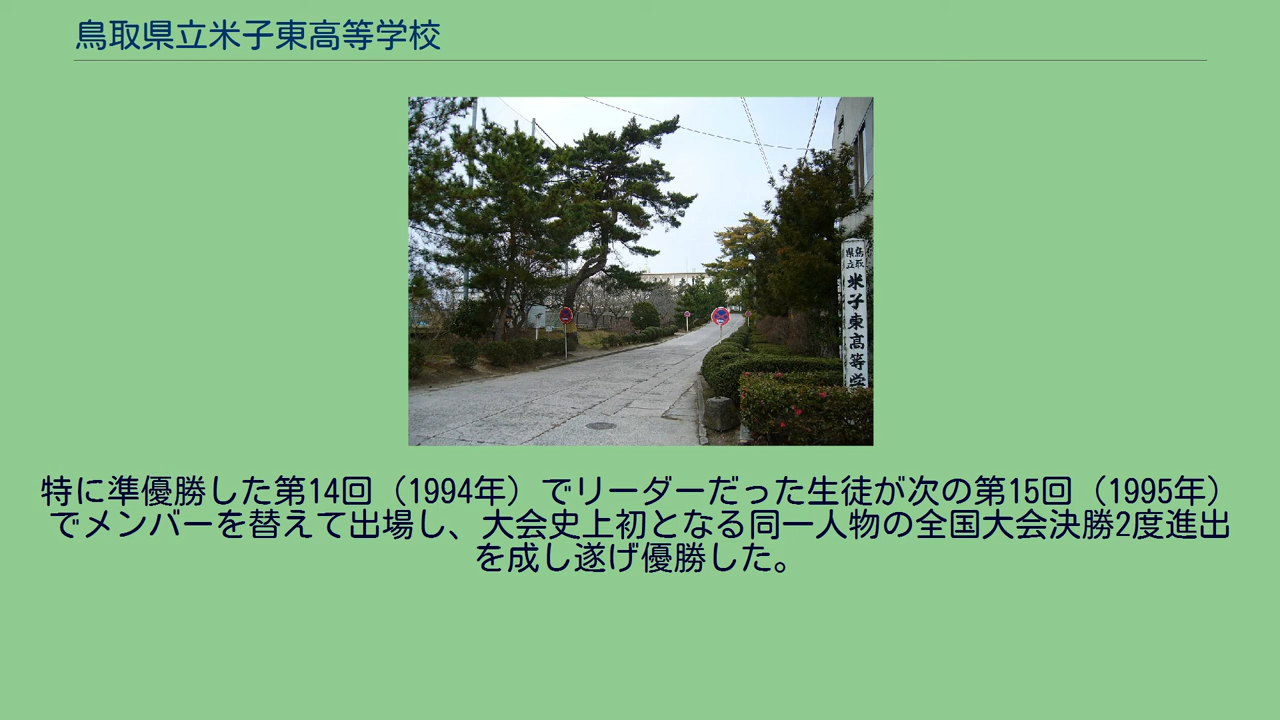 鳥取県立米子東高等学校
鳥取
県立
米子東高等学
特に準優勝した第14回（1994年）でリーダーだった生徒が次の第15回（1995年）
でメンバーを替えて出場し、大会史上初となる同一人物の全国大会決勝2度進出
を成し遂げ優勝した。